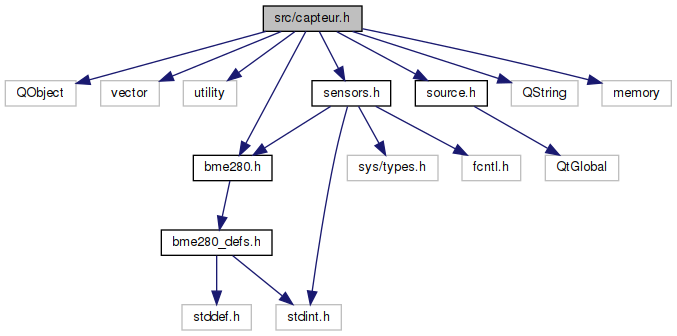 src/capteur.h
QObject
vector
utility
sensors.h
source.h
QString
memory
bme280.h
sys/types.h
fcntl.h
QtGlobal
bme280_defs.h
stddef.h
stdint.h